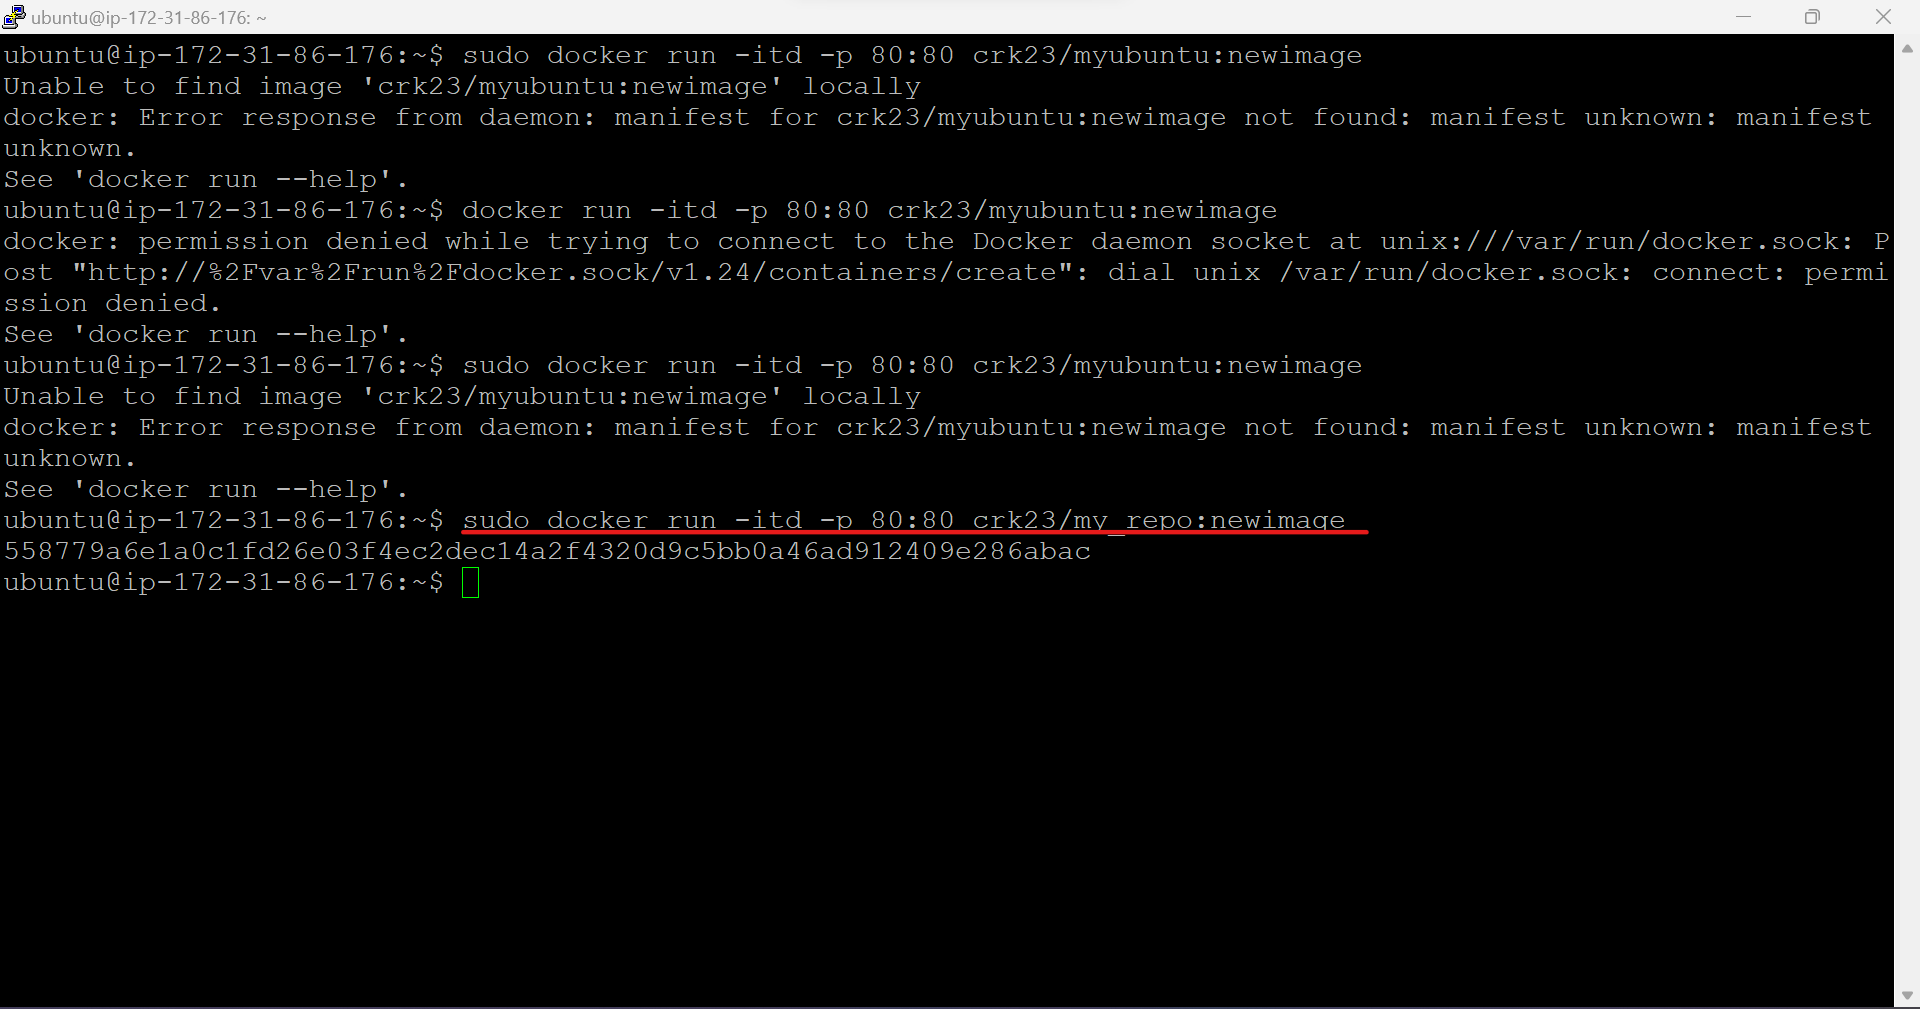 ubuntu@ip-172-31-86-176: ~
ubuntu@ip-172-31-86-176:~$ sudo docker run -itd -p 80:80 crk23/myubuntu:newimage
Unable to find image 'crk23/myubuntu:newimage' locally
docker: Error response from daemon: manifest for crk23/myubuntu:newimage not found: manifest unknown: manifest
unknown.
See 'docker run --help'.
ubuntu@ip-172-31-86-176:~$ docker run -itd -p 80:80 crk23/myubuntu:newimage
docker: permission denied while trying to connect to the Docker daemon socket at unix:///var/run/docker.sock: P
ost "http://%2Fvar%2Frun%2Fdocker.sock/v1.24/containers/create": dial unix /var/run/docker.sock: connect: permi
ssion denied.
See 'docker run --help'.
ubuntu@ip-172-31-86-176:~$ sudo docker run -itd -p 80:80 crk23/myubuntu:newimage
Unable to find image 'crk23/myubuntu:newimage' locally
docker: Error response from daemon: manifest for crk23/myubuntu:newimage not found: manifest unknown: manifest
unknown.
See 'docker run --help'.
ubuntu@ip-172-31-86-176:~$ sudo docker run -itd -p 80:80 crk23/my_repo:newimage
558779a6e1a0c1fd26e03f4ec2dec14a2f4320d9c5bb0a46ad912409e286abac
ubuntu@ip-172-31-86-176:~$